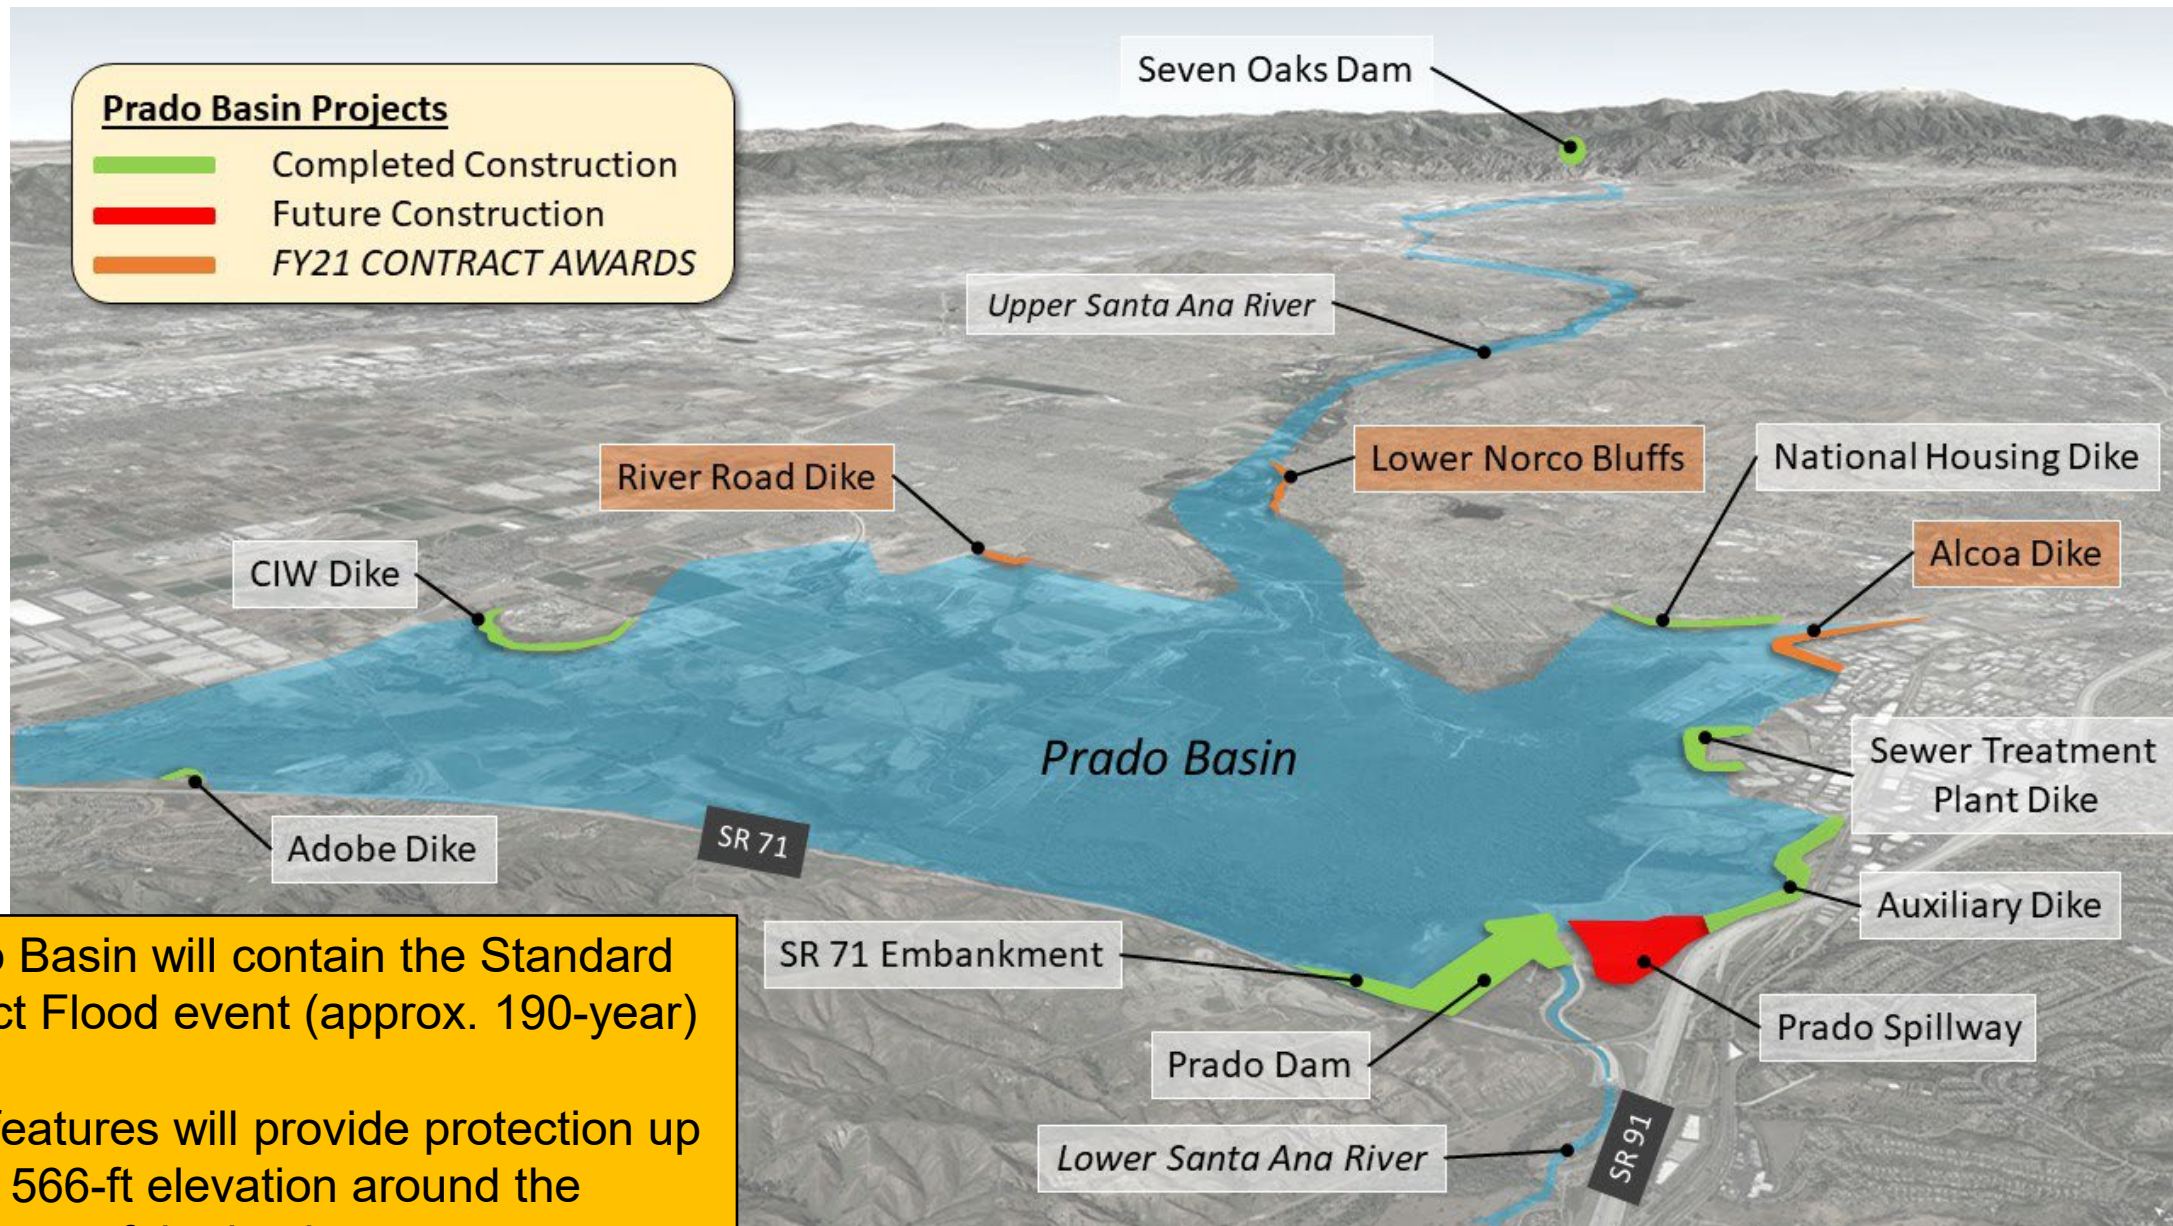 Seven Oaks Dam
Prado Basin Projects
Completed Construction
Future Construction
FY21 CONTRACT AWARDS
Upper Santa Ana River
River Road Dike
Lower Norco Bluffs
National Housing Dike
CIW Dike
Alcoa Dike
Prado Basin
Sewer Treatment
Plant Dike
SR 71
Adobe Dike
Auxiliary Dike
SR 71 Embankment
Prado Spillway
Prado Dam
Lower Santa Ana River
SR 91
Basin will contain the Standard
Flood event (approx. 190-year)
will provide protection up
566-ft elevation around the